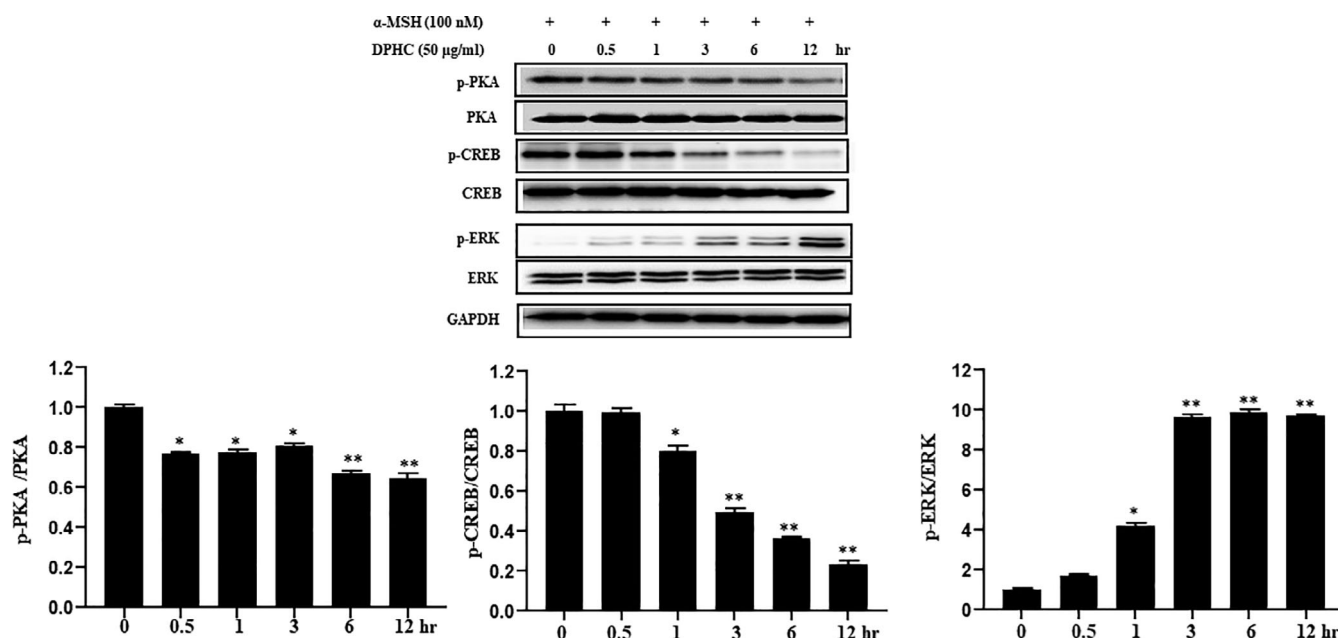 α-MSH (100 nM) + + + + + +
DPHC (50 μg/ml) 0 0.5 1 3 6 12 hr
p-PKA
PKA
p-CREB
CREB
p-ERK
ERK
GAPDH
p-PKA /PKA
1.2
1.0
0.8
0.6
0.4
0.2
0.0
* * * ** **
0 0.5 1 3 6 12 hr
p-CREB/CREB
1.2
1.0
0.8
0.6
0.4
0.2
0.0
* ** ** **
0 0.5 1 3 6 12 hr
p-ERK/ERK
12
10
8
6
4
2
0
* ** ** **
0 0.5 1 3 6 12 hr